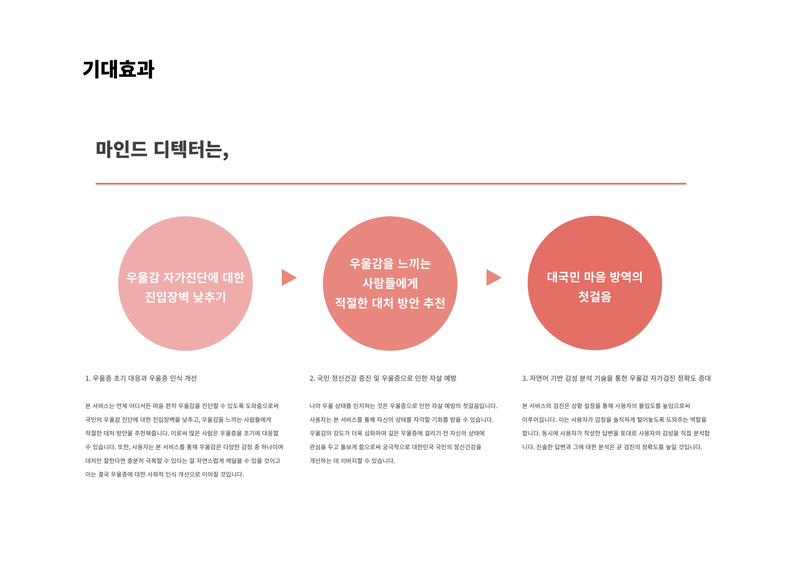 기대효과
마인드 디텍터는,
우울감 자가진단에 대한
진입장벽 낮추기
우울감을 느끼는
사람들에게
적절한 대처 방안 추천
대국민 마음 방역의
첫걸음
1. 우울증 초기 대응과 우울증 인식 개선
본 서비스는 언제 어디서든 마음 편히 우울감을 진단할 수 있도록 도와줌으로써
국민의 우울감 진단에 대한 진입장벽을 낮추고, 우울감을 느끼는 사람들에게
적절한 대처 방안을 추천해줍니다. 이로써 많은 사람은 우울증을 초기에 대응할
수 있습니다. 또한, 사용자는 본 서비스를 통해 우울감은 다양한 감정 중 하나이며
대처만 잘한다면 충분히 극복할 수 있다는 걸 자연스럽게 깨달을 수 있을 것이고
이는 결국 우울증에 대한 사회적 인식 개선으로 이어질 것입니다.
2. 국민 정신건강 증진 및 우울증으로 인한 자살 예방
나의 우울 상태를 인지하는 것은 우울증으로 인한 자살 예방의 첫걸음입니다.
사용자는 본 서비스를 통해 자신의 상태를 자각할 기회를 받을 수 있습니다.
우울감의 강도가 더욱 심화하여 깊은 우울증에 걸리기 전 자신의 상태에
관심을 두고 돌보게 함으로써 궁극적으로 대한민국 국민의 정신건강을
개선하는 데 이바지할 수 있습니다.
3. 자연어 기반 감성 분석 기술을 통한 우울감 자가검진 정확도 증대
본 서비스의 검진은 상황 설정을 통해 사용자의 몰입도를 높임으로써
이루어집니다. 이는 사용자가 감정을 솔직하게 털어놓도록 도와주는 역할을
합니다. 동시에 사용자가 작성한 답변을 토대로 사용자의 감성을 직접 분석합
니다. 진솔한 답변과 그에 대한 분석은 곧 검진의 정확도를 높일 것입니다.